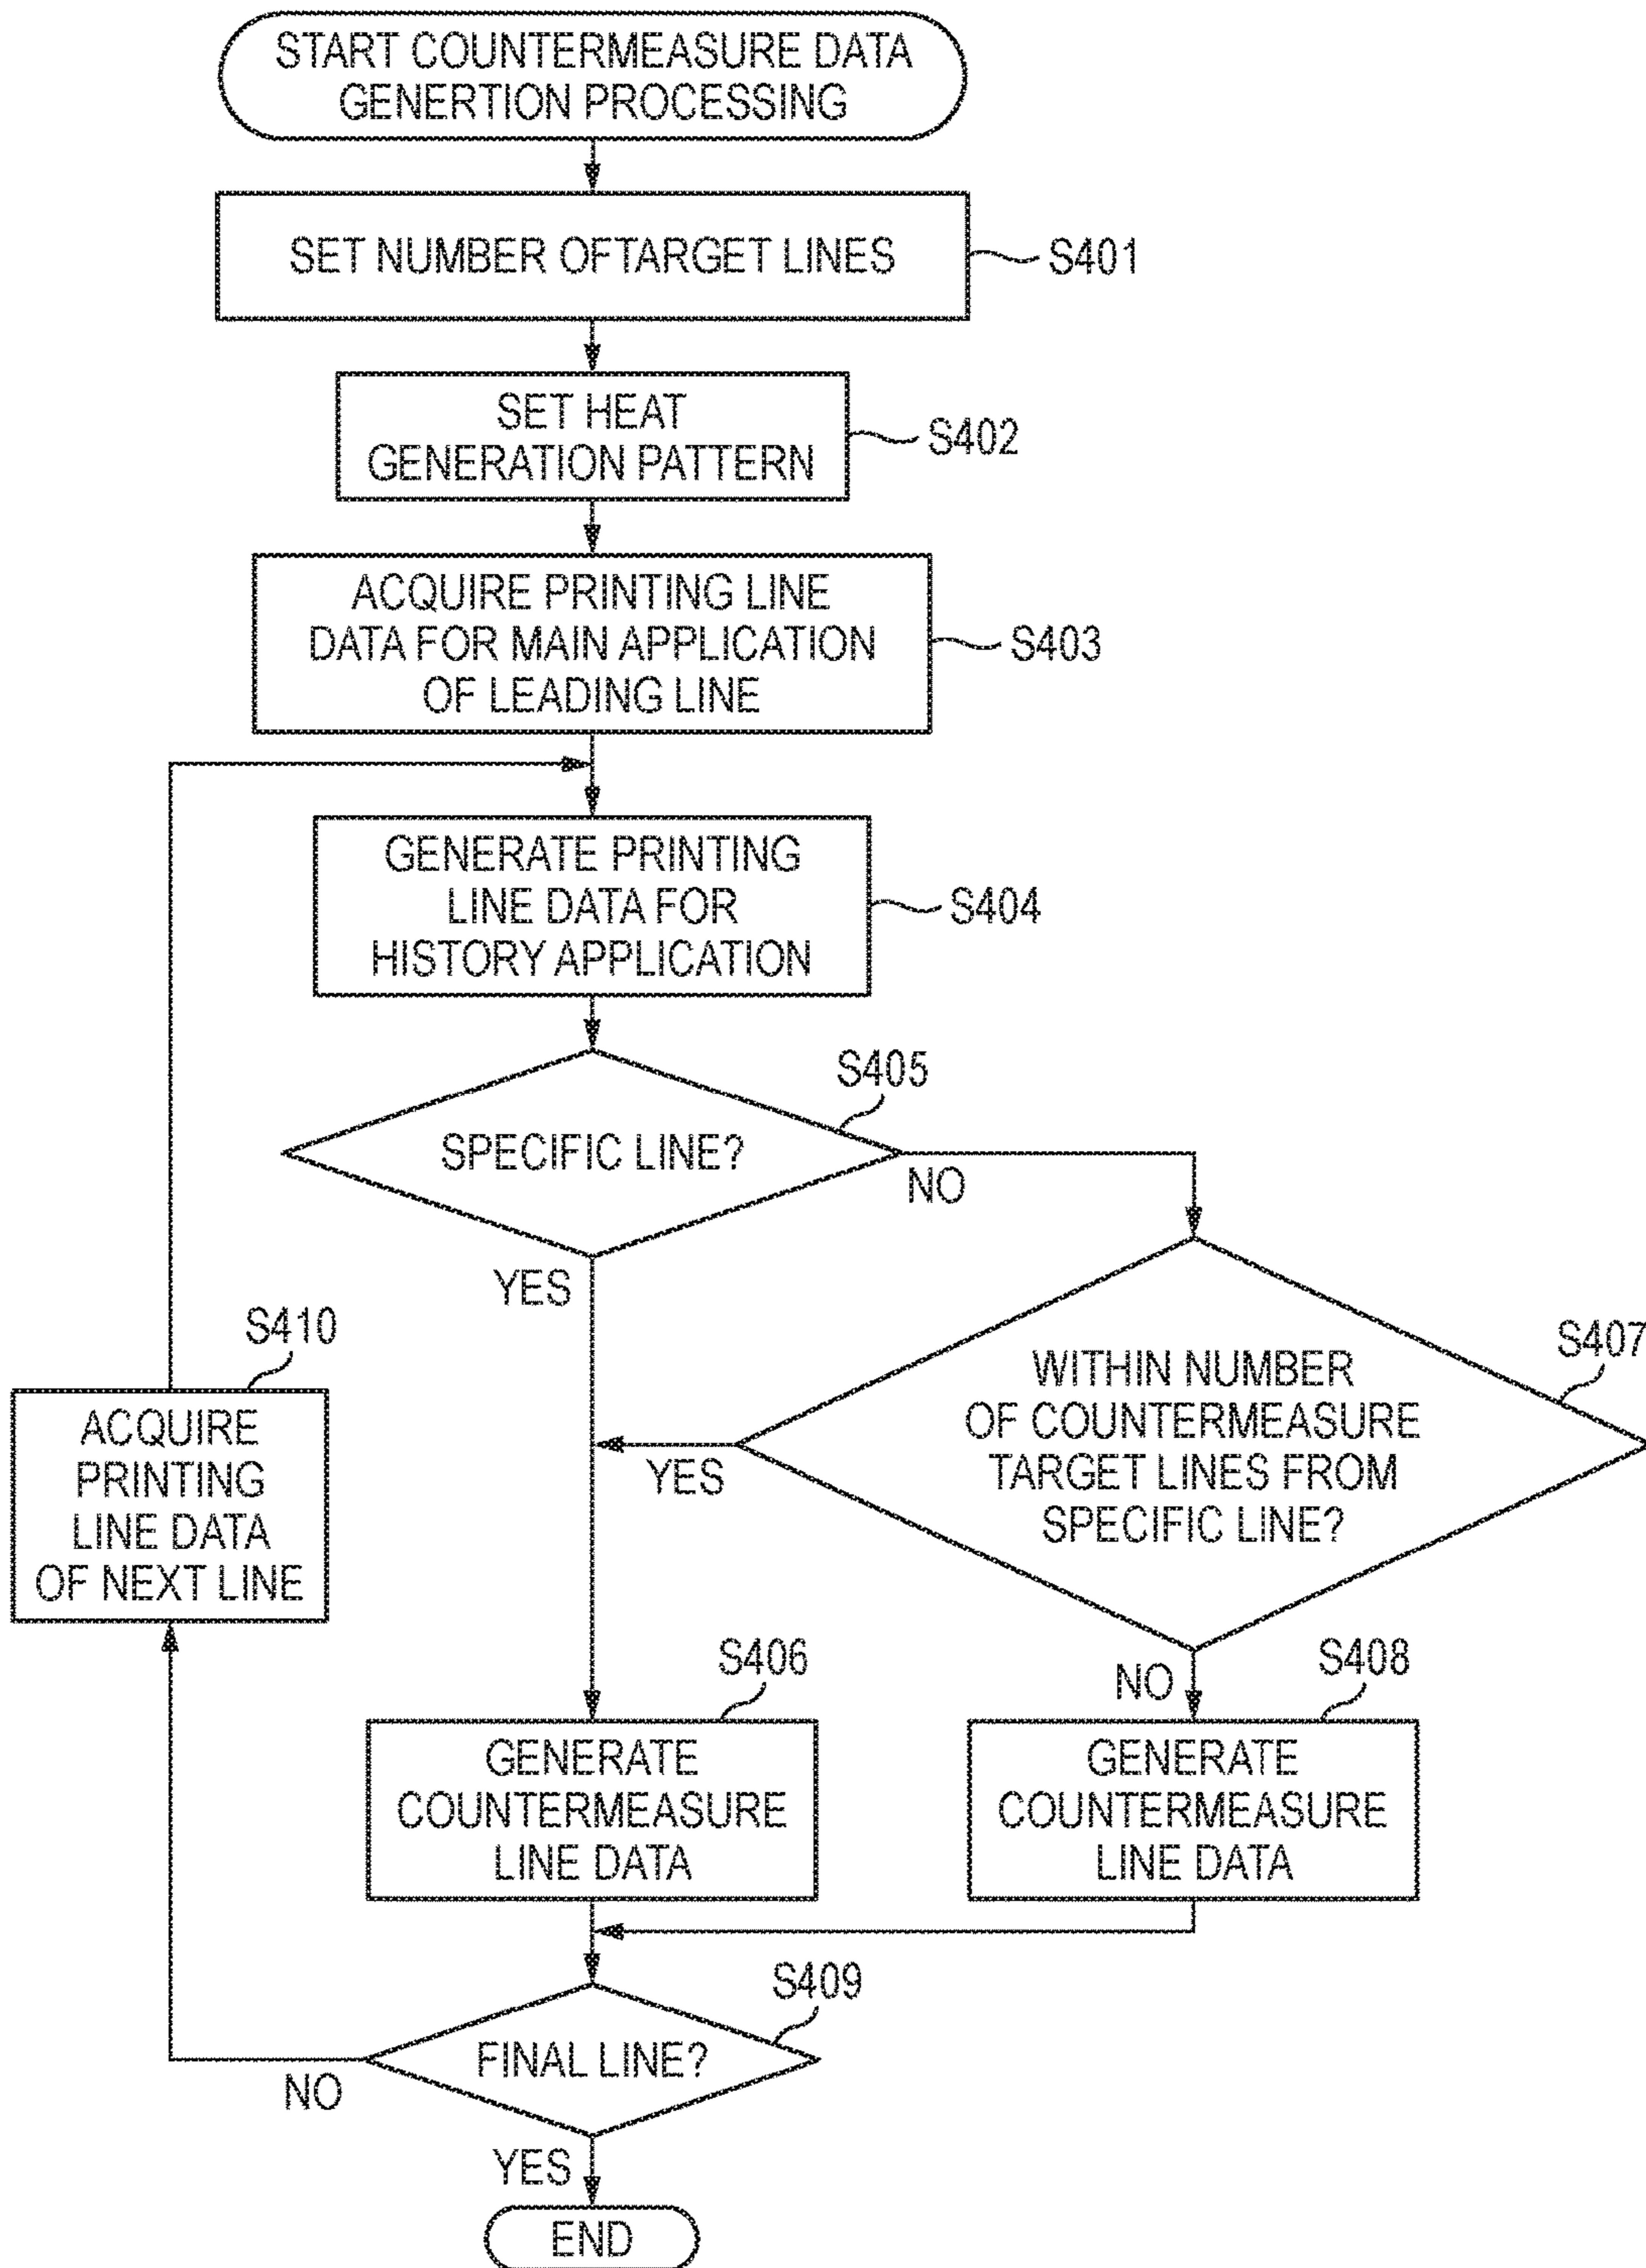 START COUNTERMEASURE DATA
GENERTION PROCESSING
SET NUMBER OFTARGET LINES
S401
SET HEAT
GENERATION PATTERN
S402
ACQUIRE PRINTING LINE
DATA FOR MAIN APPLICATION
OF LEADING LINE
S403
GENERATE PRINTING
LINE DATA FOR
HISTORY APPLICATION
S404
S405
SPECIFIC LINE?
NO
YES
S407
WITHIN NUMBER
OF COUNTERMEASURE
TARGET LINES FROM
SPECIFIC LINE?
YES
NO
S410
ACQUIRE
PRINTING
LINE DATA
OF NEXT LINE
S406
GENERATE
COUNTERMEASURE
LINE DATA
S408
GENERATE
COUNTERMEASURE
LINE DATA
S409
FINAL LINE?
NO
YES
END